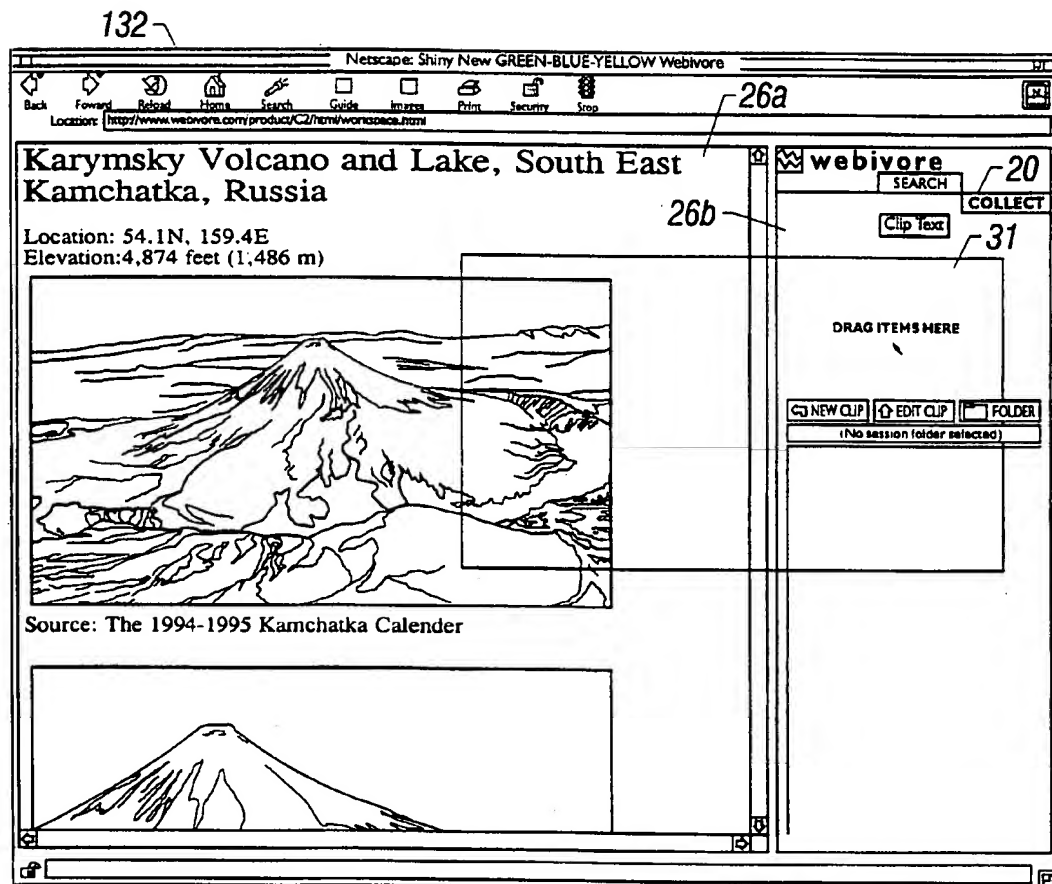 132
Netscape: Shiny New GREEN-BLUE-YELLOW Webivore
Back Foward Reload Home Search Guide Images Print Security Stop
N
Location: http://www.webivore.com/product/C2/html/workspace.html
26a
Karymsky Volcano and Lake, South East
Kamchatka, Russia
Location: 54.1N, 159.4E
Elevation:4,874 feet (1,486 m)
Source: The 1994-1995 Kamchatka Calender
webivore
SEARCH
20
COLLECT
26b
Clip Text
31
DRAG ITEMS HERE
NEW CLIP EDIT CLIP FOLDER
(No session folder selected)